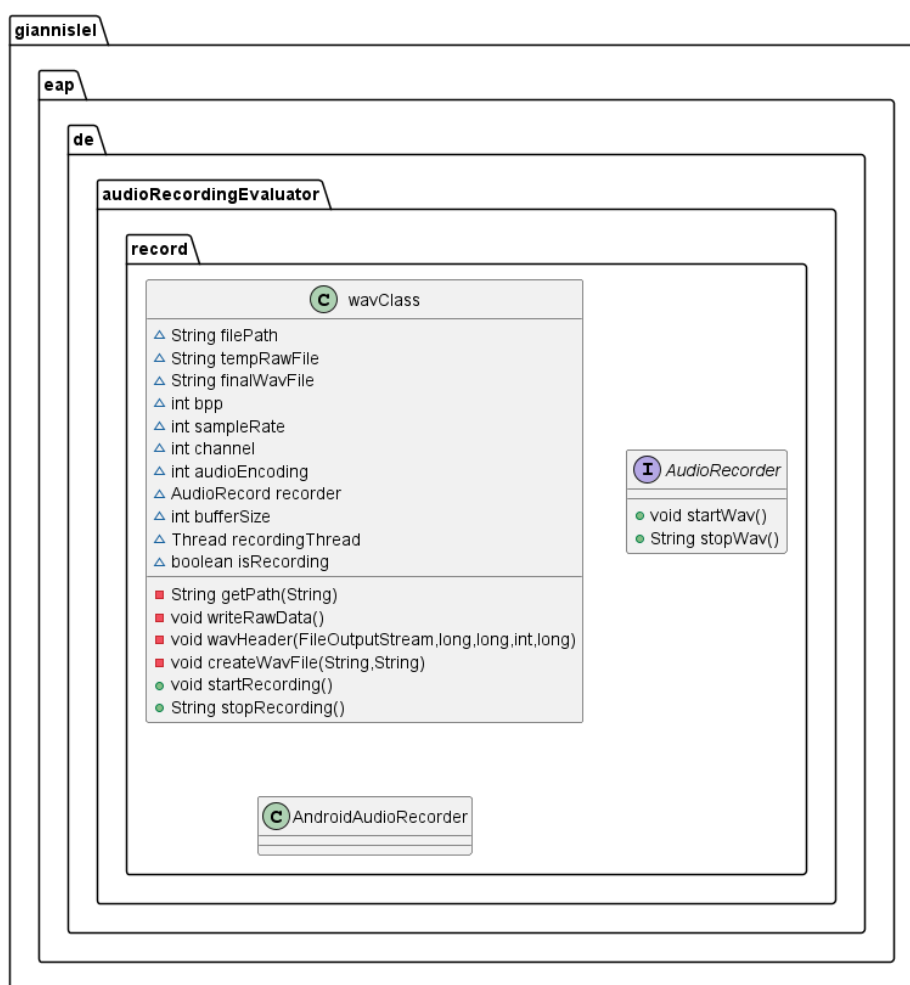 giannislel
eap
de
audioRecordingEvaluator
record
C wavClass
String filePath
String tempRawFile
String finalWavFile
int bpp
int sampleRate
int channel
int audioEncoding
AudioRecord recorder
int bufferSize
Thread recordingThread
boolean isRecording
String getPath(String)
void writeRawData()
void wavHeader(FileOutputStream,long,long,int,long)
void createWavFile(String,String)
void startRecording()
String stopRecording()
I AudioRecorder
void startWav()
String stopWav()
C AndroidAudioRecorder